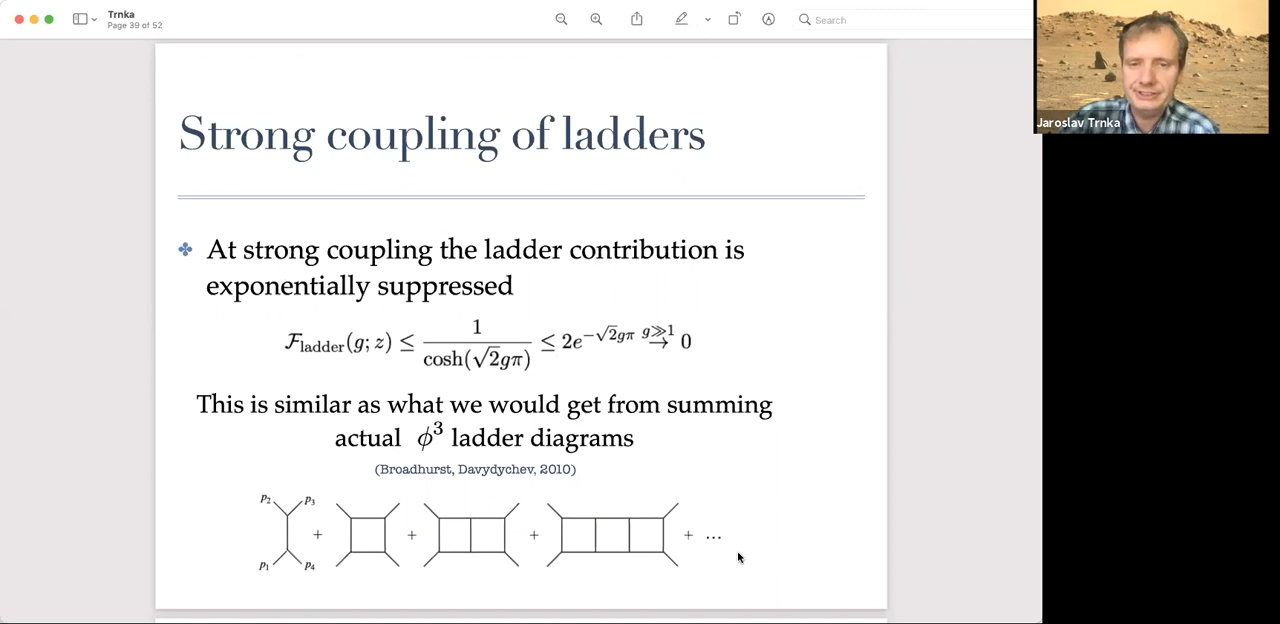 Trnka
Page 39 of 52
Search
Jaroslav Trnka
Strong coupling of ladders
At strong coupling the ladder contribution is
exponentially suppressed
𝓕_ladder(g; z) ≤ 1/cosh(√2gπ) ≤ 2e^{−√2gπ} →^{g≫1} 0
This is similar as what we would get from summing
actual ϕ³ ladder diagrams
(Broadhurst, Davydychev, 2010)
p₂ p₃
+ + + + ...
p₁ p₄